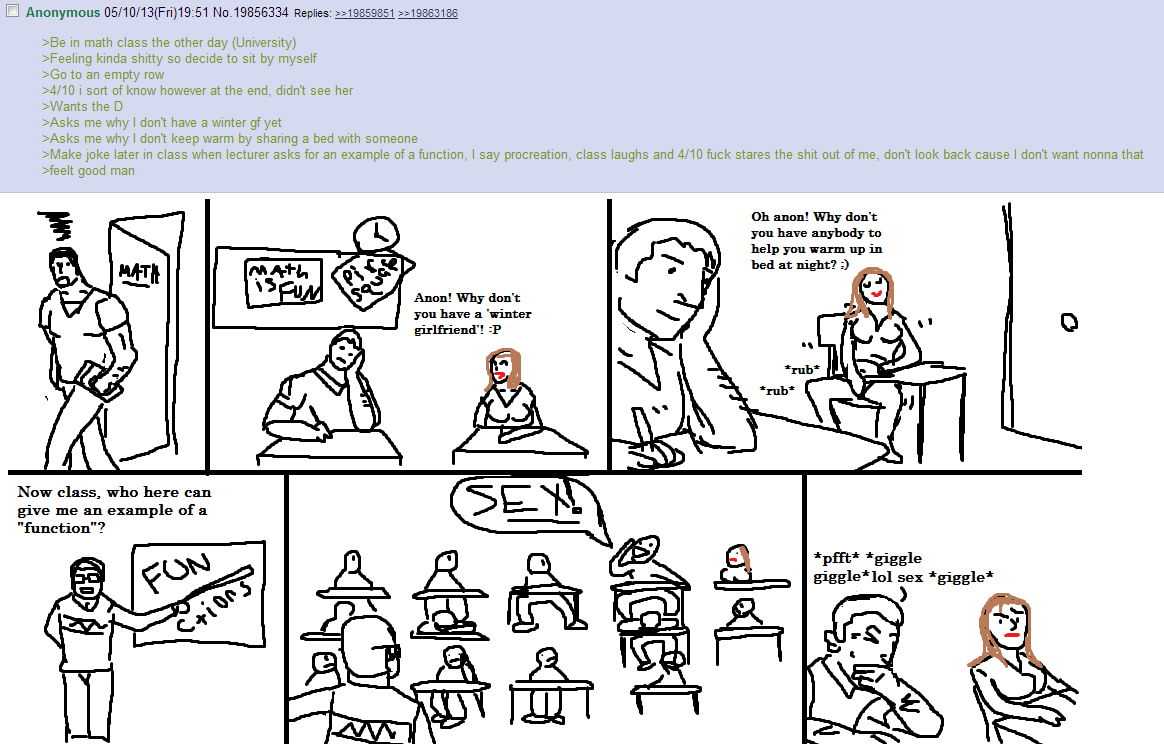 Anonymous 05/10/13(Fri)19:51 No.19856334 Replies: >>19859851 >>19863186
>Be in math class the other day (University)
>Feeling kinda shitty so decide to sit by myself
>Go to an empty row
>4/10 i sort of know however at the end, didn't see her
>Wants the D
>Asks me why I don't have a winter gf yet
>Asks me why I don't keep warm by sharing a bed with someone
>Make joke later in class when lecturer asks for an example of a function, I say procreation, class laughs and 4/10 fuck stares the shit out of me, don't look back cause I don't want nonna that
>feelt good man
MATH
MATH
IS
FUN
Anon! Why don't
you have a 'winter
girlfriend'! :P
Oh anon! Why don't
you have anybody to
help you warm up in
bed at night? ;)
*rub*
*rub*
Now class, who here can
give me an example of a
"function"?
FUN
ctions
SEX!
*pfft* *giggle
giggle*lol sex *giggle*